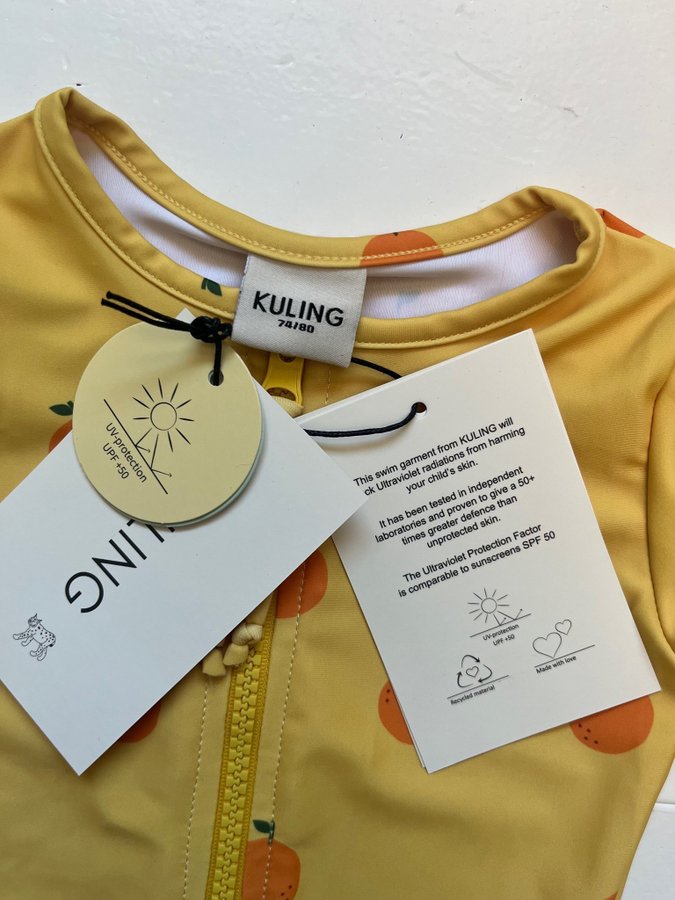 KULING
74/80
UV-protection
UPF +50
LING
This swim garment from KULING will
ck Ultraviolet radiations from harming
your child's skin.
It has been tested in independent
laboratories and proven to give a 50+
times greater defence than
unprotected skin.
The Ultraviolet Protection Factor
is comparable to sunscreens SPF 50
UV-protection
UPF +50
Recycled material
Made with love